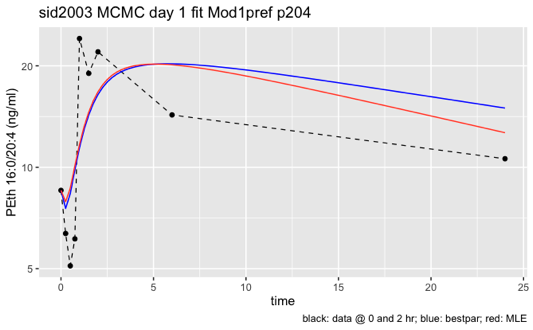 sid2003 MCMC day 1 fit Mod1pref p204
20
10
5
PEth 16:0/20:4 (ng/ml)
0 5 10 15 20 25
time
black: data @ 0 and 2 hr; blue: bestpar; red: MLE